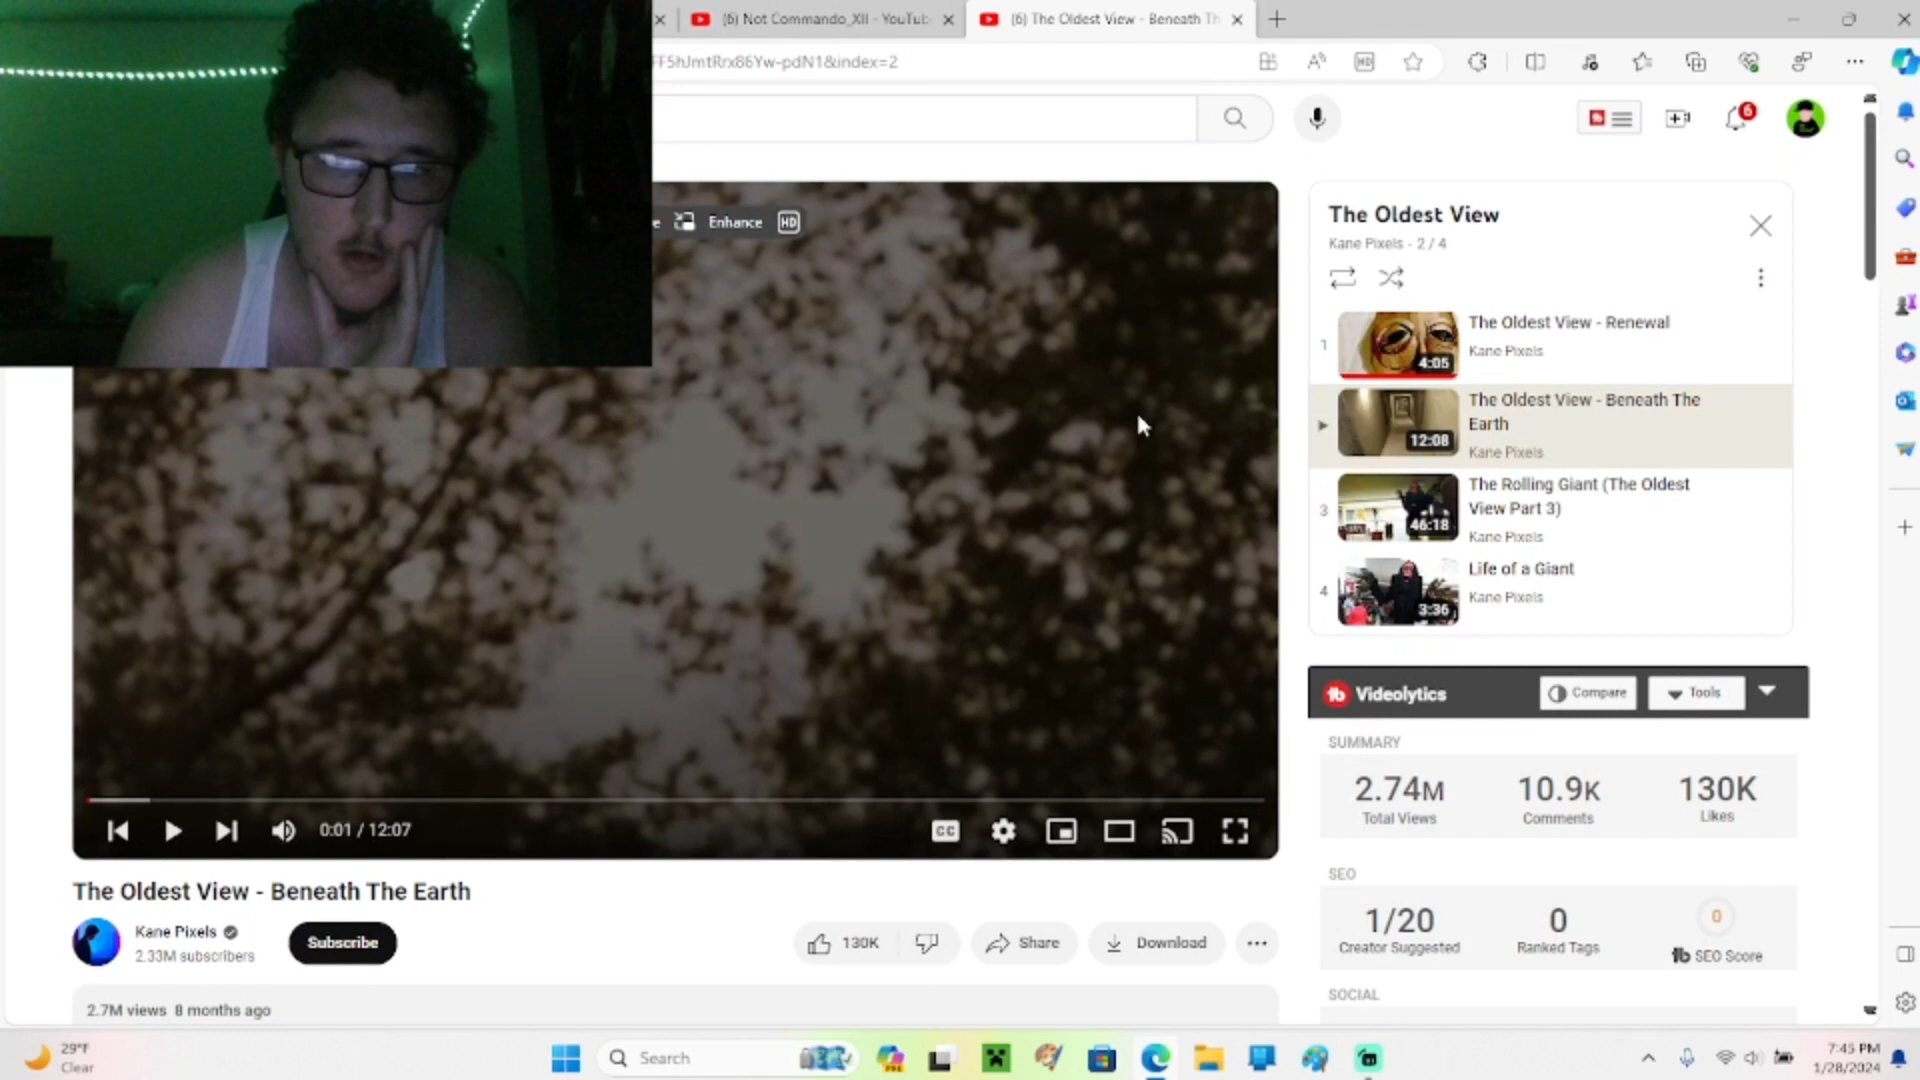 (6) Not Commando_XII - YouTub
(6) The Oldest View - Beneath Th
FF5hJmtRrx86Yw-pdN1&index=2
HD
6
Enhance
HD
The Oldest View
Kane Pixels - 2 / 4
1
4:05
The Oldest View - Renewal
Kane Pixels
12:08
The Oldest View - Beneath The
Earth
Kane Pixels
3
46:18
The Rolling Giant (The Oldest
View Part 3)
Kane Pixels
4
3:36
Life of a Giant
Kane Pixels
tb Videolytics
Compare
Tools
SUMMARY
2.74M
10.9K
130K
Total Views
Comments
Likes
SEO
1/20
0
0
Creator Suggested
Ranked Tags
tb SEO Score
SOCIAL
0:01 / 12:07
CC
The Oldest View - Beneath The Earth
Kane Pixels
2.33M subscribers
Subscribe
130K
Share
Download
2.7M views 8 months ago
29°F
Clear
Search
7:45 PM
1/28/2024